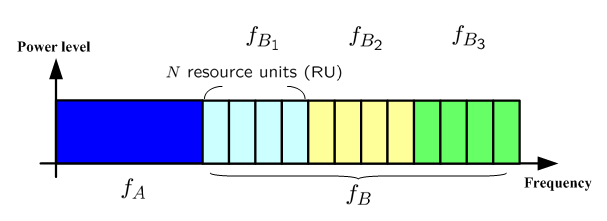 f_{B_1} f_{B_2} f_{B_3}
Power level
N resource units (RU)
f_A f_B
Frequency